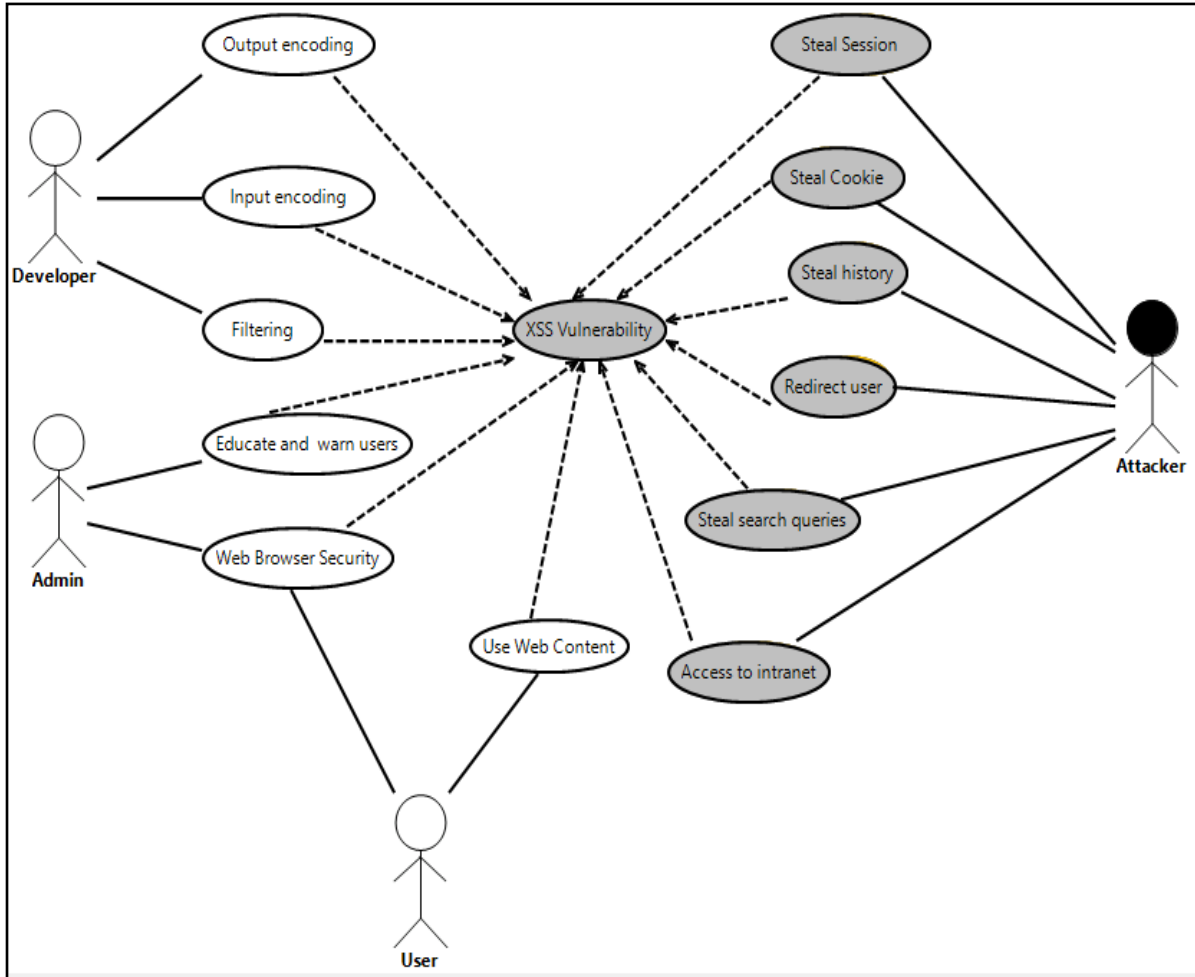 Output encoding
Steal Session
Input encoding
Steal Cookie
Developer
Steal history
Filtering
XSS Vulnerability
Redirect user
Educate and warn users
Attacker
Steal search queries
Web Browser Security
Admin
Use Web Content
Access to intranet
User